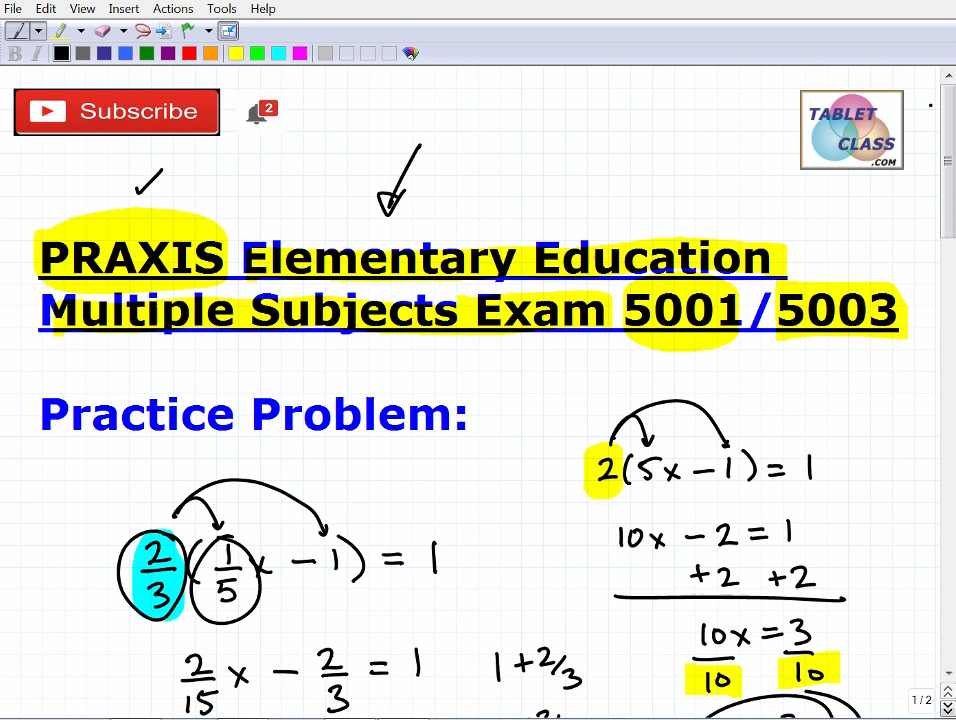 File Edit View Insert Actions Tools Help
B I
Subscribe
2
TABLET
CLASS
.COM
PRAXIS Elementary Education
Multiple Subjects Exam 5001/5003
Practice Problem:
2(5x - 1) = 1
10x - 2 = 1
+2 +2
10x = 3
10 10
2/3 (1/5 x - 1) = 1
2/15 x - 2/3 = 1
1 + 2/3
1 / 2